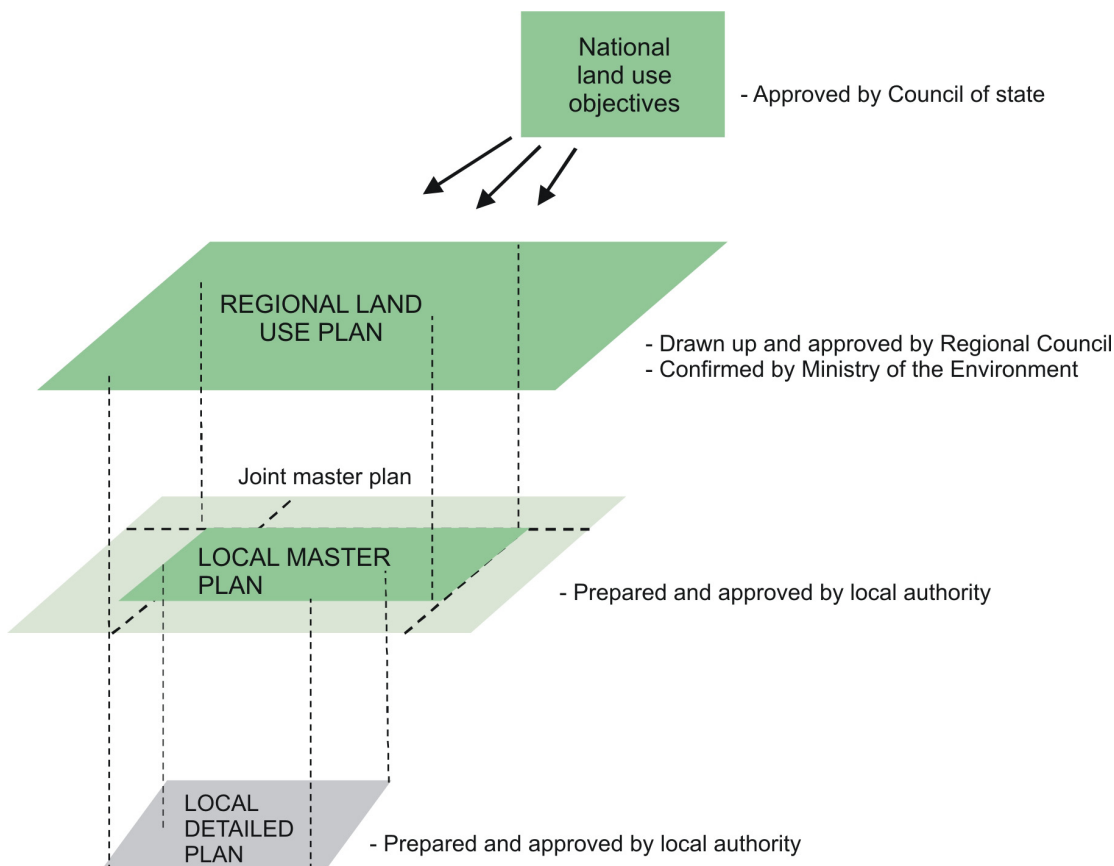 National
land use
objectives
- Approved by Council of state
REGIONAL LAND
USE PLAN
- Drawn up and approved by Regional Council
- Confirmed by Ministry of the Environment
Joint master plan
LOCAL MASTER
PLAN
- Prepared and approved by local authority
LOCAL
DETAILED
PLAN
- Prepared and approved by local authority